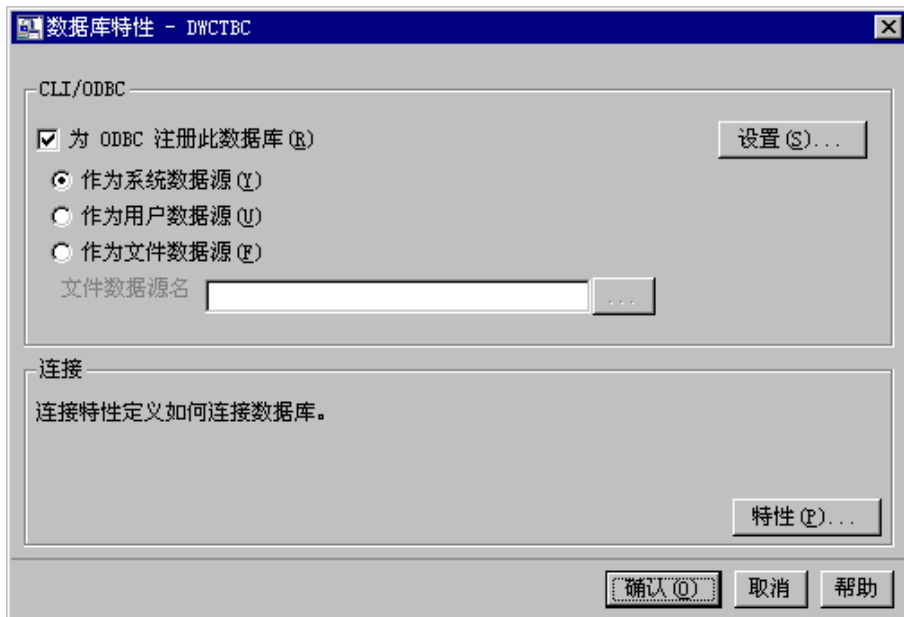 数据库特性 - DWCTBC
CLI/ODBC
为 ODBC 注册此数据库(R)
设置(S)...
作为系统数据源(Y)
作为用户数据源(U)
作为文件数据源(F)
文件数据源名
...
连接
连接特性定义如何连接数据库。
特性(P)...
确认(O) 取消 帮助